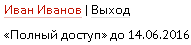 Иван Иванов | Выход
«Полный доступ» до 14.06.2016